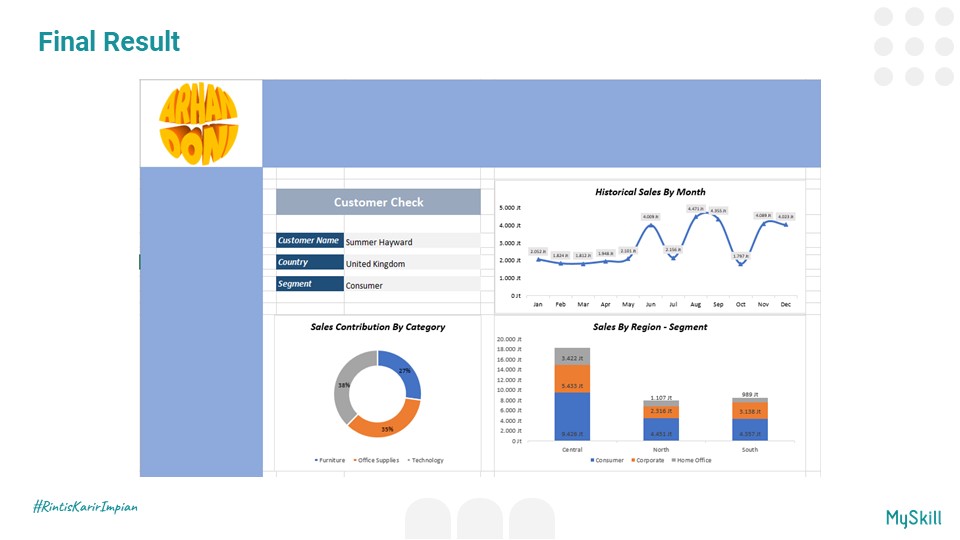 Final Result
ARHAN
DONI
Customer Check
Customer Name Summer Hayward
Country United Kingdom
Segment Consumer
Historical Sales By Month
5.000 Jt
4.000 Jt
3.000 Jt
2.000 Jt
1.000 Jt
0 Jt
4.009 Jt
4.471 Jt
4.355 Jt
4.089 Jt
4.023 Jt
2.052 Jt
1.824 Jt
1.812 Jt
1.948 Jt
2.101 Jt
2.156 Jt
1.797 Jt
Jan Feb Mar Apr May Jun Jul Aug Sep Oct Nov Dec
Sales Contribution By Category
27%
38%
35%
Furniture Office Supplies Technology
Sales By Region - Segment
20.000 Jt
18.000 Jt
16.000 Jt
14.000 Jt
12.000 Jt
10.000 Jt
8.000 Jt
6.000 Jt
4.000 Jt
2.000 Jt
0 Jt
3.422 Jt
5.433 Jt
1.107 Jt
2.316 Jt
4.451 Jt
989 Jt
3.158 Jt
Central North South
Consumer Corporate Home Office
#RintisKarirImpian
MySkill